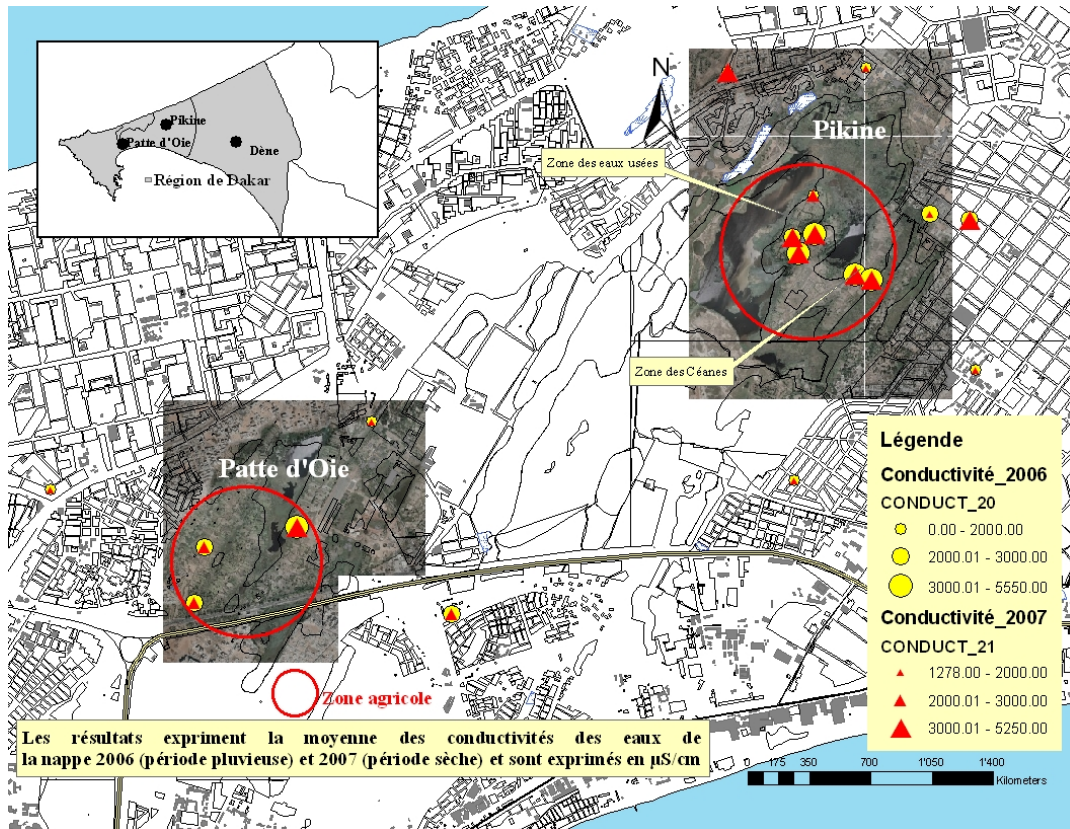 N
Pikine
Patte d'Oie
Dène
Région de Dakar
Pikine
Zone des eaux usées
Zone des Céanes
Patte d'Oie
Zone agricole
Légende
Conductivité_2006
CONDUCT_20
0.00 - 2000.00
2000.01 - 3000.00
3000.01 - 5550.00
Conductivité_2007
CONDUCT_21
1278.00 - 2000.00
2000.01 - 3000.00
3000.01 - 5250.00
Les résultats expriment la moyenne des conductivités des eaux de
la nappe 2006 (période pluvieuse) et 2007 (période sèche) et sont exprimés en µS/cm
0 175 350 700 1'050 1'400
Kilometers